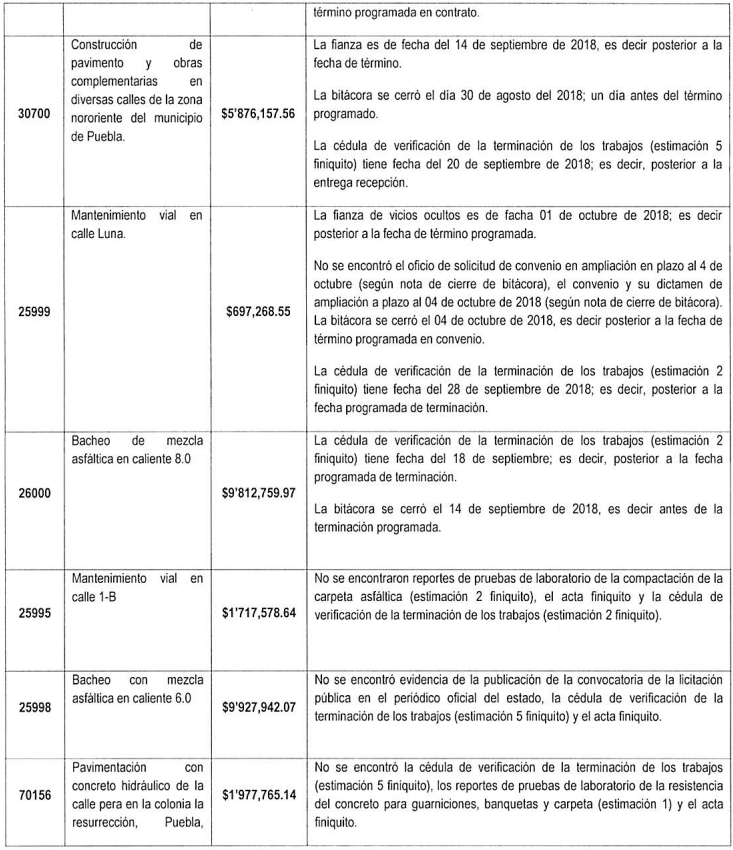 término programada en contrato.
30700
Construcción de
pavimento y obras
complementarias en
diversas calles de la zona
nororiente del municipio
de Puebla.
$5'876,157.56
La fianza es de fecha del 14 de septiembre de 2018, es decir posterior a la
fecha de término.
La bitácora se cerró el día 30 de agosto del 2018; un día antes del término
programado.
La cédula de verificación de la terminación de los trabajos (estimación 5
finiquito) tiene fecha del 20 de septiembre de 2018; es decir, posterior a la
entrega recepción.
25999
Mantenimiento vial en
calle Luna.
$697,268.55
La fianza de vicios ocultos es de facha 01 de octubre de 2018; es decir
posterior a la fecha de término programada.
No se encontró el oficio de solicitud de convenio en ampliación en plazo al 4 de
octubre (según nota de cierre de bitácora), el convenio y su dictamen de
ampliación a plazo al 04 de octubre de 2018 (según nota de cierre de bitácora).
La bitácora se cerró el 04 de octubre de 2018, es decir posterior a la fecha de
término programada en convenio.
La cédula de verificación de la terminación de los trabajos (estimación 2
finiquito) tiene fecha del 28 de septiembre de 2018; es decir, posterior a la
fecha programada de terminación.
26000
Bacheo de mezcla
asfáltica en caliente 8.0
$9'812,759.97
La cédula de verificación de la terminación de los trabajos (estimación 2
finiquito) tiene fecha del 18 de septiembre; es decir, posterior a la fecha
programada de terminación.
La bitácora se cerró el 14 de septiembre de 2018, es decir antes de la
terminación programada.
25995
Mantenimiento vial en
calle 1-B
$1'717,578.64
No se encontraron reportes de pruebas de laboratorio de la compactación de la
carpeta asfáltica (estimación 2 finiquito), el acta finiquito y la cédula de
verificación de la terminación de los trabajos (estimación 2 finiquito).
25998
Bacheo con mezcla
asfáltica en caliente 6.0
$9'927,942.07
No se encontró evidencia de la publicación de la convocatoria de la licitación
pública en el periódico oficial del estado, la cédula de verificación de la
terminación de los trabajos (estimación 5 finiquito) y el acta finiquito.
70156
Pavimentación con
concreto hidráulico de la
calle pera en la colonia la
resurrección, Puebla,
$1'977,765.14
No se encontró la cédula de verificación de la terminación de los trabajos
(estimación 5 finiquito), los reportes de pruebas de laboratorio de la resistencia
del concreto para guarniciones, banquetas y carpeta (estimación 1) y el acta
finiquito.